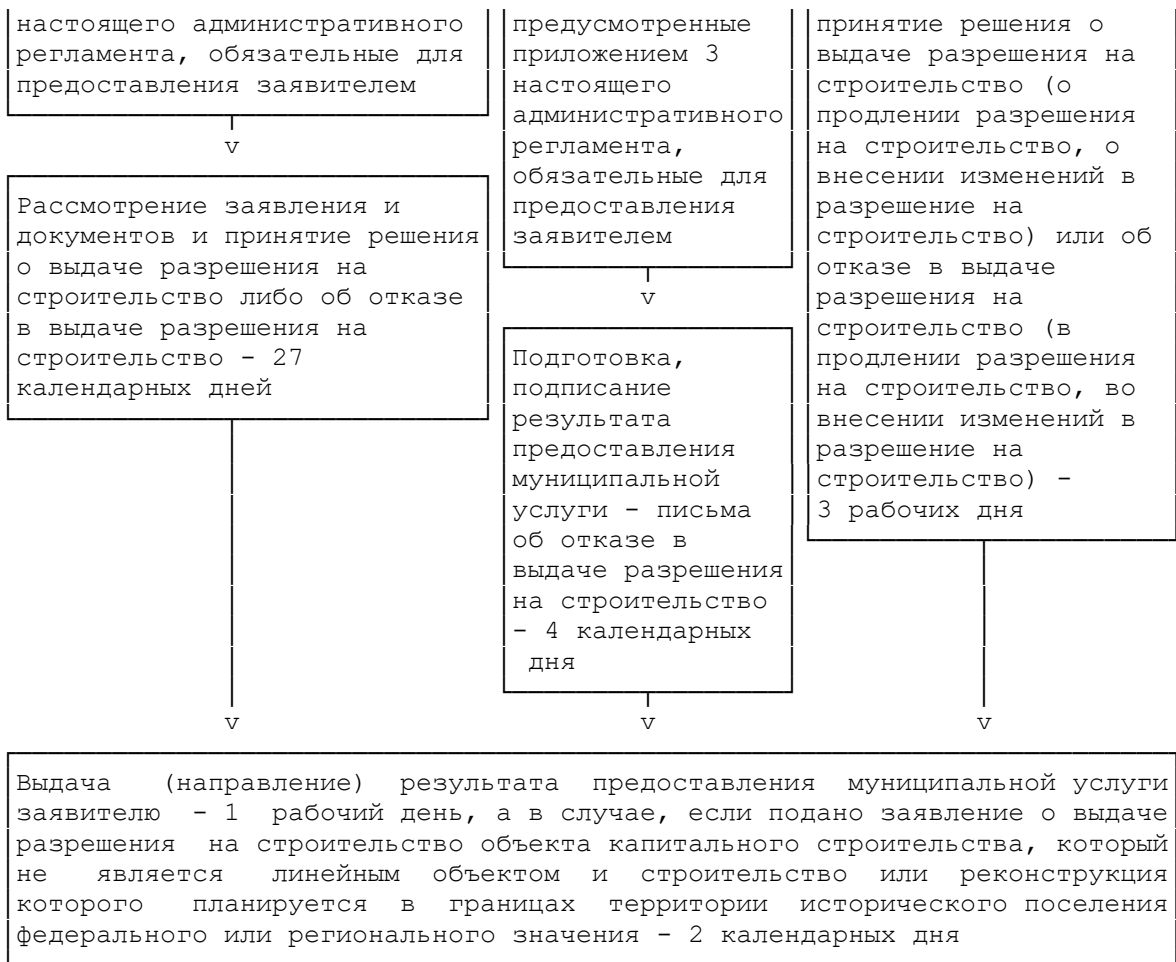 настоящего административного
регламента, обязательные для
предоставления заявителем
v
Рассмотрение заявления и
документов и принятие решения
о выдаче разрешения на
строительство либо об отказе
в выдаче разрешения на
строительство - 27
календарных дней
v
предусмотренные
приложением 3
настоящего
административного
регламента,
обязательные для
предоставления
заявителем
v
Подготовка,
подписание
результата
предоставления
муниципальной
услуги - письма
об отказе в
выдаче разрешения
на строительство
- 4 календарных
дня
v
принятие решения о
выдаче разрешения на
строительство (о
продлении разрешения
на строительство, о
внесении изменений в
разрешение на
строительство) или об
отказе в выдаче
разрешения на
строительство (в
продлении разрешения
на строительство, во
внесении изменений в
разрешение на
строительство) -
3 рабочих дня
v
Выдача (направление) результата предоставления муниципальной услуги
заявителю - 1 рабочий день, а в случае, если подано заявление о выдаче
разрешения на строительство объекта капитального строительства, который
не является линейным объектом и строительство или реконструкция
которого планируется в границах территории исторического поселения
федерального или регионального значения - 2 календарных дня